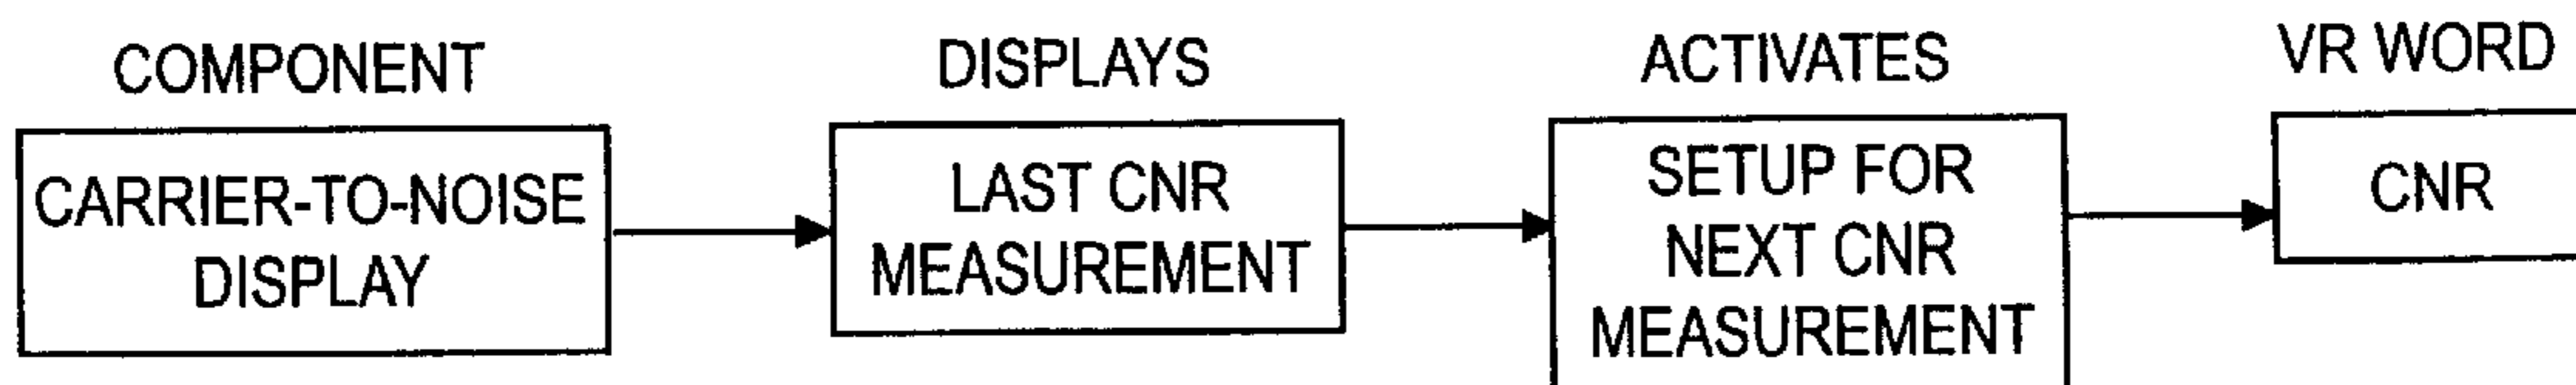 COMPONENT
CARRIER-TO-NOISE
DISPLAY
DISPLAYS
LAST CNR
MEASUREMENT
ACTIVATES
SETUP FOR
NEXT CNR
MEASUREMENT
VR WORD
CNR